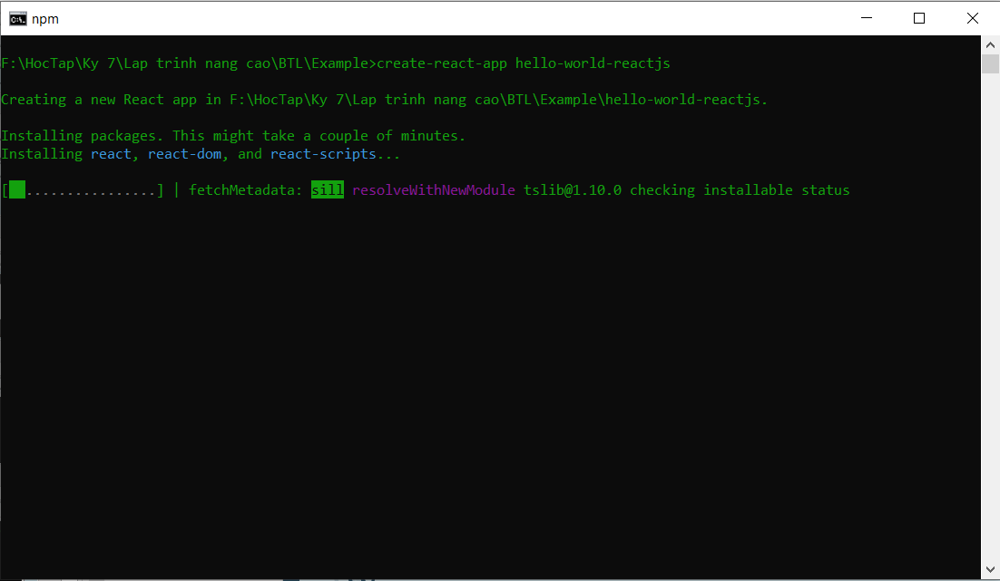 npm
F:\HocTap\Ky 7\Lap trinh nang cao\BTL\Example>create-react-app hello-world-reactjs
Creating a new React app in F:\HocTap\Ky 7\Lap trinh nang cao\BTL\Example\hello-world-reactjs.
Installing packages. This might take a couple of minutes.
Installing react, react-dom, and react-scripts...
[  ................] | fetchMetadata: sill resolveWithNewModule tslib@1.10.0 checking installable status